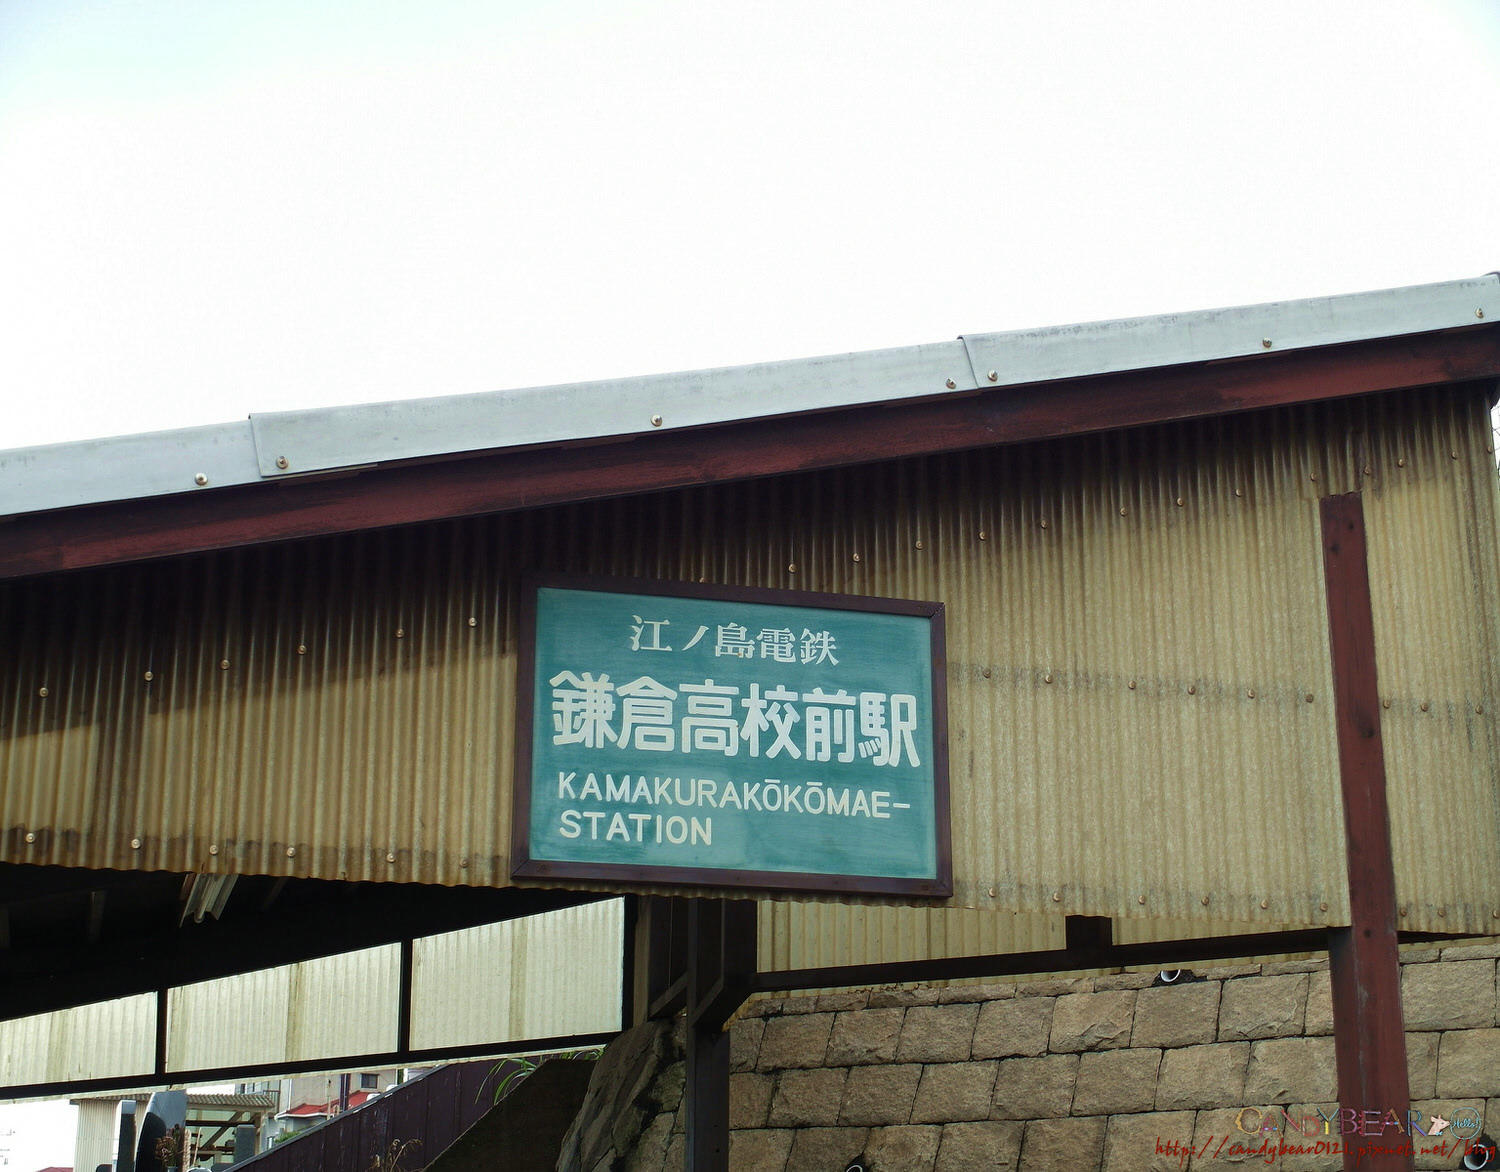 江ノ島電鉄
鎌倉高校前駅
KAMAKURAKŌKŌMAE-
STATION
CANDYBEAR
Hello!
http://candybear0121.pixnet.net/blog